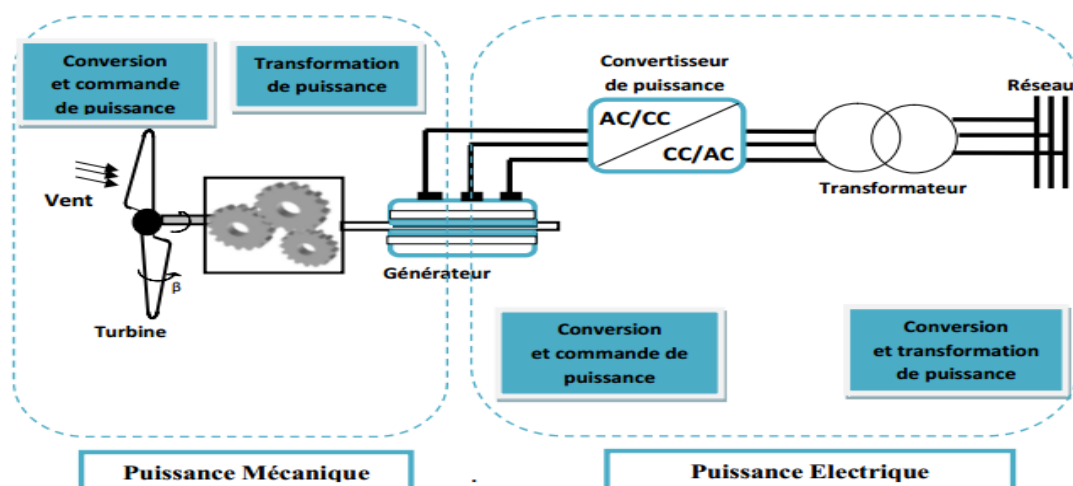 Conversion
et commande
de puissance
Transformation
de puissance
Convertisseur
de puissance
AC/CC
CC/AC
Réseau
Transformateur
Vent
Générateur
β
Turbine
Conversion
et commande de
puissance
Conversion
et transformation
de puissance
Puissance Mécanique
Puissance Electrique